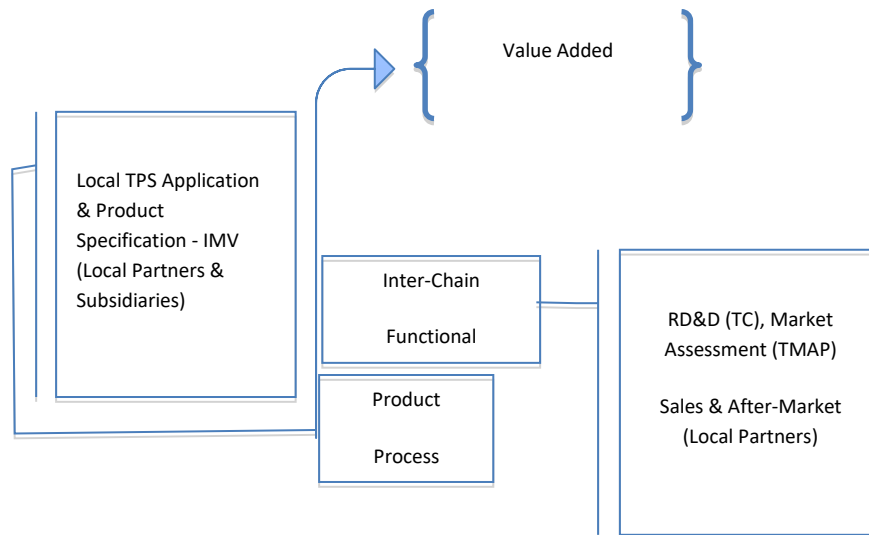 Value Added
Local TPS Application
& Product
Specification - IMV
(Local Partners &
Subsidiaries)
Inter-Chain
Functional
Product
Process
RD&D (TC), Market
Assessment (TMAP)
Sales & After-Market
(Local Partners)